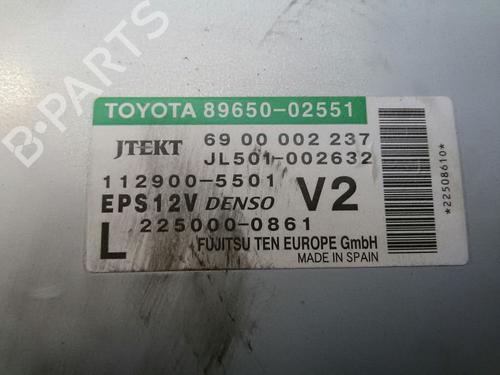 B-PARTS
TOYOTA 89650-02551
JTEKT 69 00 002 237
JL501-002632
112900-5501
EPS12V DENSO V2
L 225000-0861
FUJITSU TEN EUROPE GmbH
MADE IN SPAIN
*22508610*